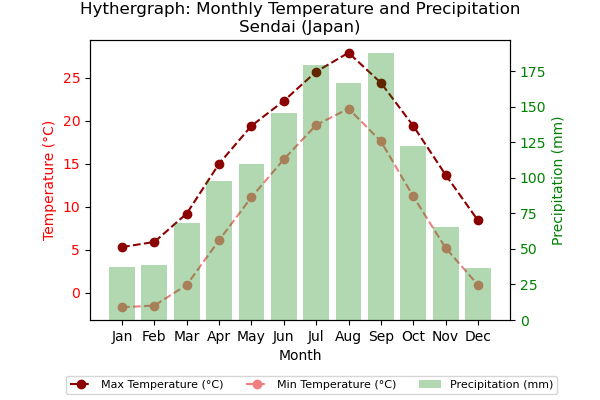 Hythergraph: Monthly Temperature and Precipitation
Sendai (Japan)
Temperature (°C)
25
20
15
10
5
0
175
150
125
100
75
50
25
0
Precipitation (mm)
Jan Feb Mar Apr May Jun Jul Aug Sep Oct Nov Dec
Month
Max Temperature (°C) Min Temperature (°C) Precipitation (mm)